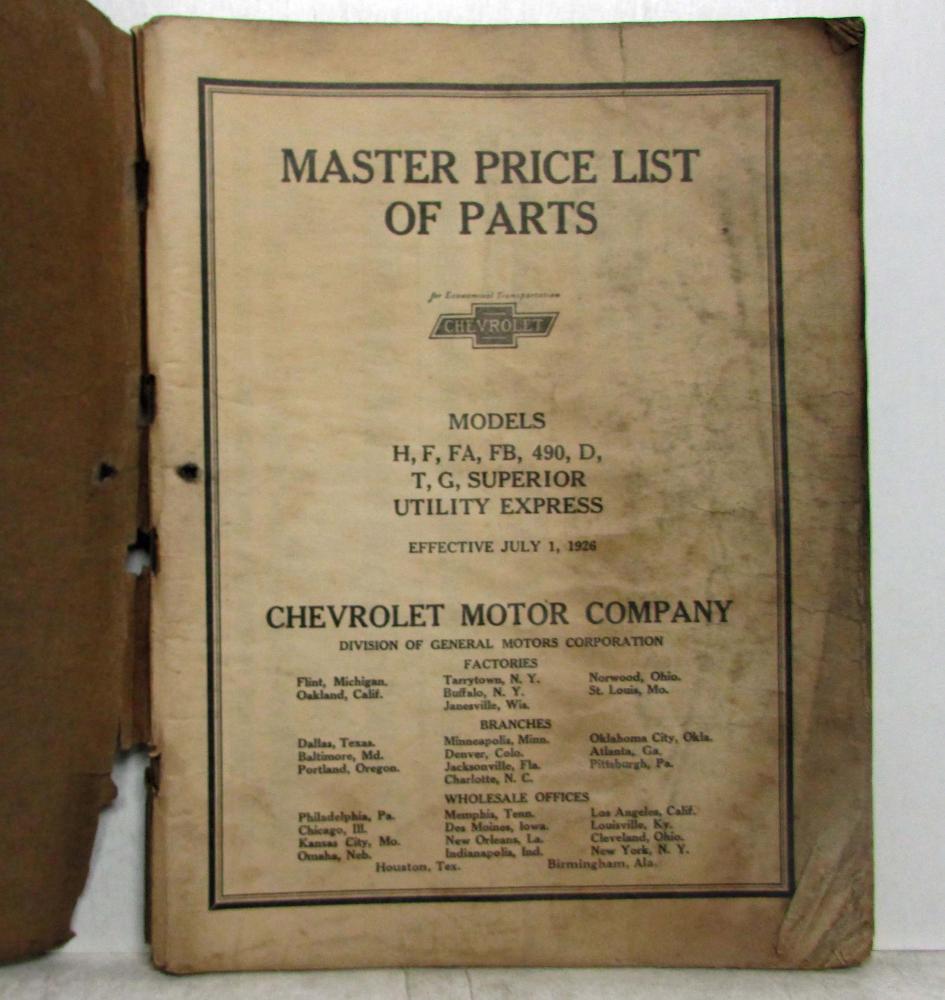 MASTER PRICE LIST
OF PARTS
for Economical Transportation
CHEVROLET
MODELS
H, F, FA, FB, 490, D,
T, G, SUPERIOR
UTILITY EXPRESS
EFFECTIVE JULY 1, 1926
CHEVROLET MOTOR COMPANY
DIVISION OF GENERAL MOTORS CORPORATION
FACTORIES
Flint, Michigan. Tarrytown, N. Y. Norwood, Ohio.
Oakland, Calif. Buffalo, N. Y. St. Louis, Mo.
Janesville, Wis.
BRANCHES
Dallas, Texas. Minneapolis, Minn. Oklahoma City, Okla.
Baltimore, Md. Denver, Colo. Atlanta, Ga.
Portland, Oregon. Jacksonville, Fla. Pittsburgh, Pa.
Charlotte, N. C.
WHOLESALE OFFICES
Philadelphia, Pa. Memphis, Tenn. Los Angeles, Calif.
Chicago, Ill. Des Moines, Iowa. Louisville, Ky.
Kansas City, Mo. New Orleans, La. Cleveland, Ohio.
Omaha, Neb. Indianapolis, Ind. New York, N. Y.
Houston, Tex. Birmingham, Ala.